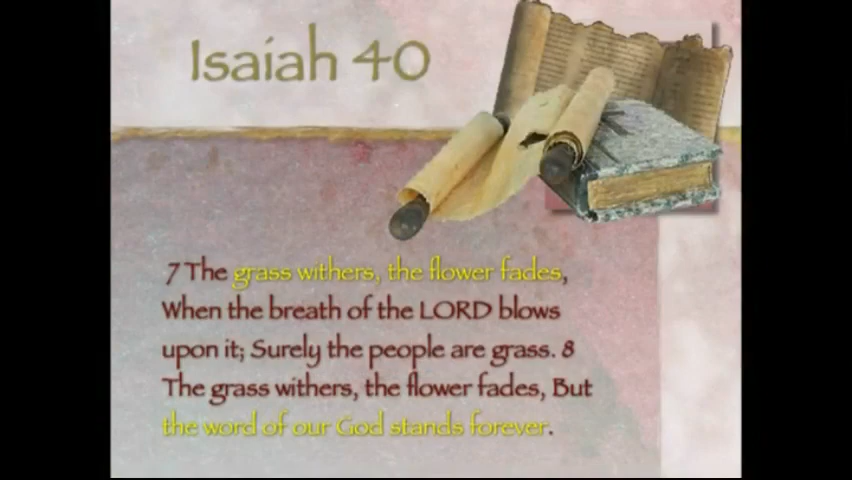 Isaiah 40
7 The grass withers, the flower fades,
When the breath of the LORD blows
upon it; Surely the people are grass. 8
The grass withers, the flower fades, But
the word of our God stands forever.